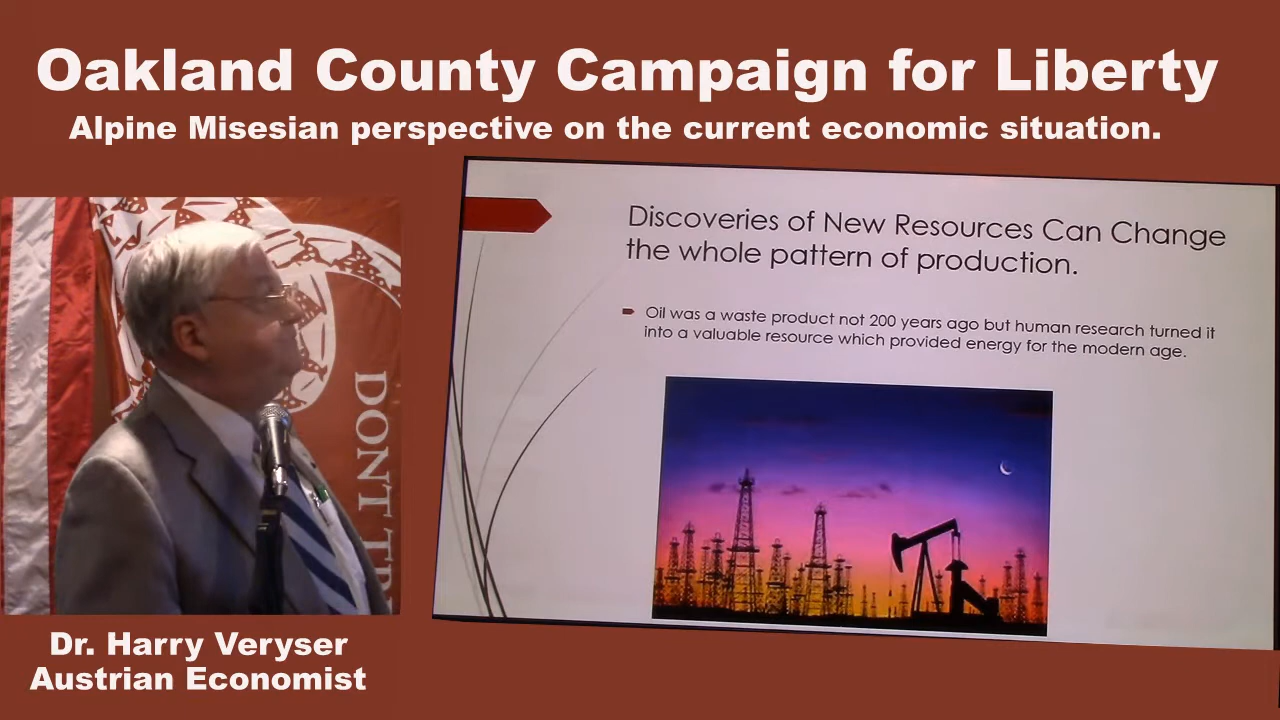 Oakland County Campaign for Liberty
Alpine Misesian perspective on the current economic situation.
Discoveries of New Resources Can Change
the whole pattern of production.
Oil was a waste product not 200 years ago but human research turned it
into a valuable resource which provided energy for the modern age.
DONT TR
Dr. Harry Veryser
Austrian Economist